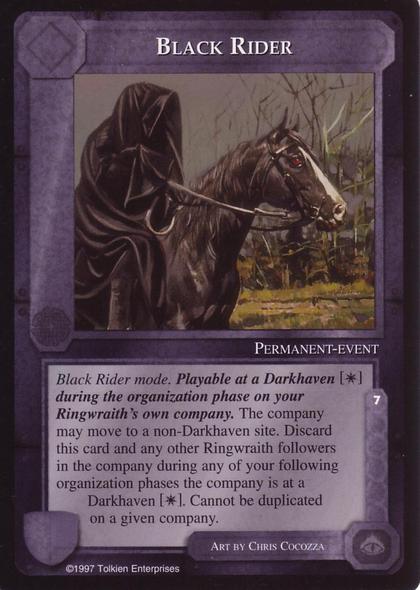 BLACK RIDER
PERMANENT-EVENT
Black Rider mode. Playable at a Darkhaven [✶]
during the organization phase on your
Ringwraith's own company. The company
may move to a non-Darkhaven site. Discard
this card and any other Ringwraith followers
in the company during any of your following
organization phases the company is at a
Darkhaven [✶]. Cannot be duplicated
on a given company.
7
ART BY CHRIS COCOZZA
©1997 Tolkien Enterprises